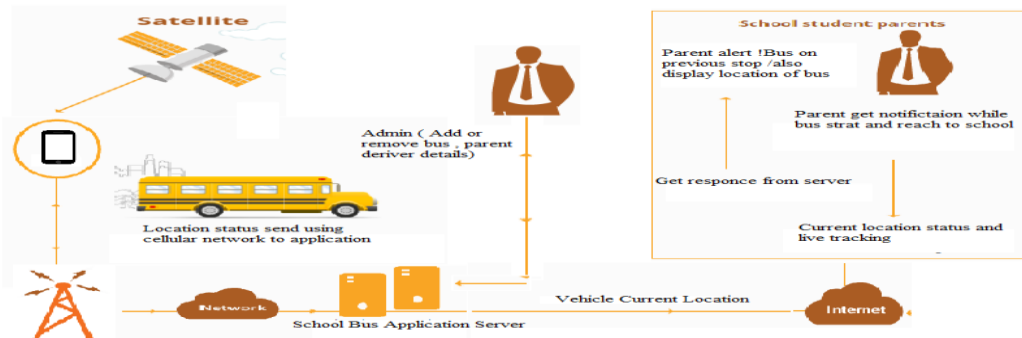 Satellite
School student parents
Parent alert !Bus on
previous stop /also
display location of bus
Parent get notifictaion while
bus strat and reach to school
Admin ( Add or
remove bus , parent
deriver details)
Get responce from server
Location status send using
cellular network to application
Current location status and
live tracking
Network
School Bus Application Server
Vehicle Current Location
Internet